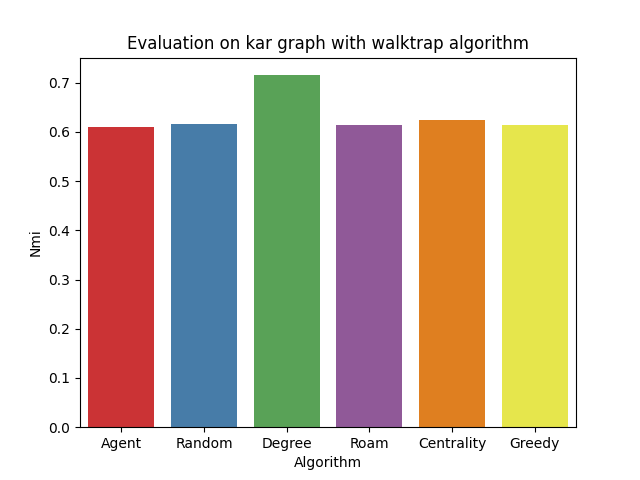 Evaluation on kar graph with walktrap algorithm
0.7
0.6
0.5
0.4
0.3
0.2
0.1
0.0
Nmi
Agent Random Degree Roam Centrality Greedy
Algorithm